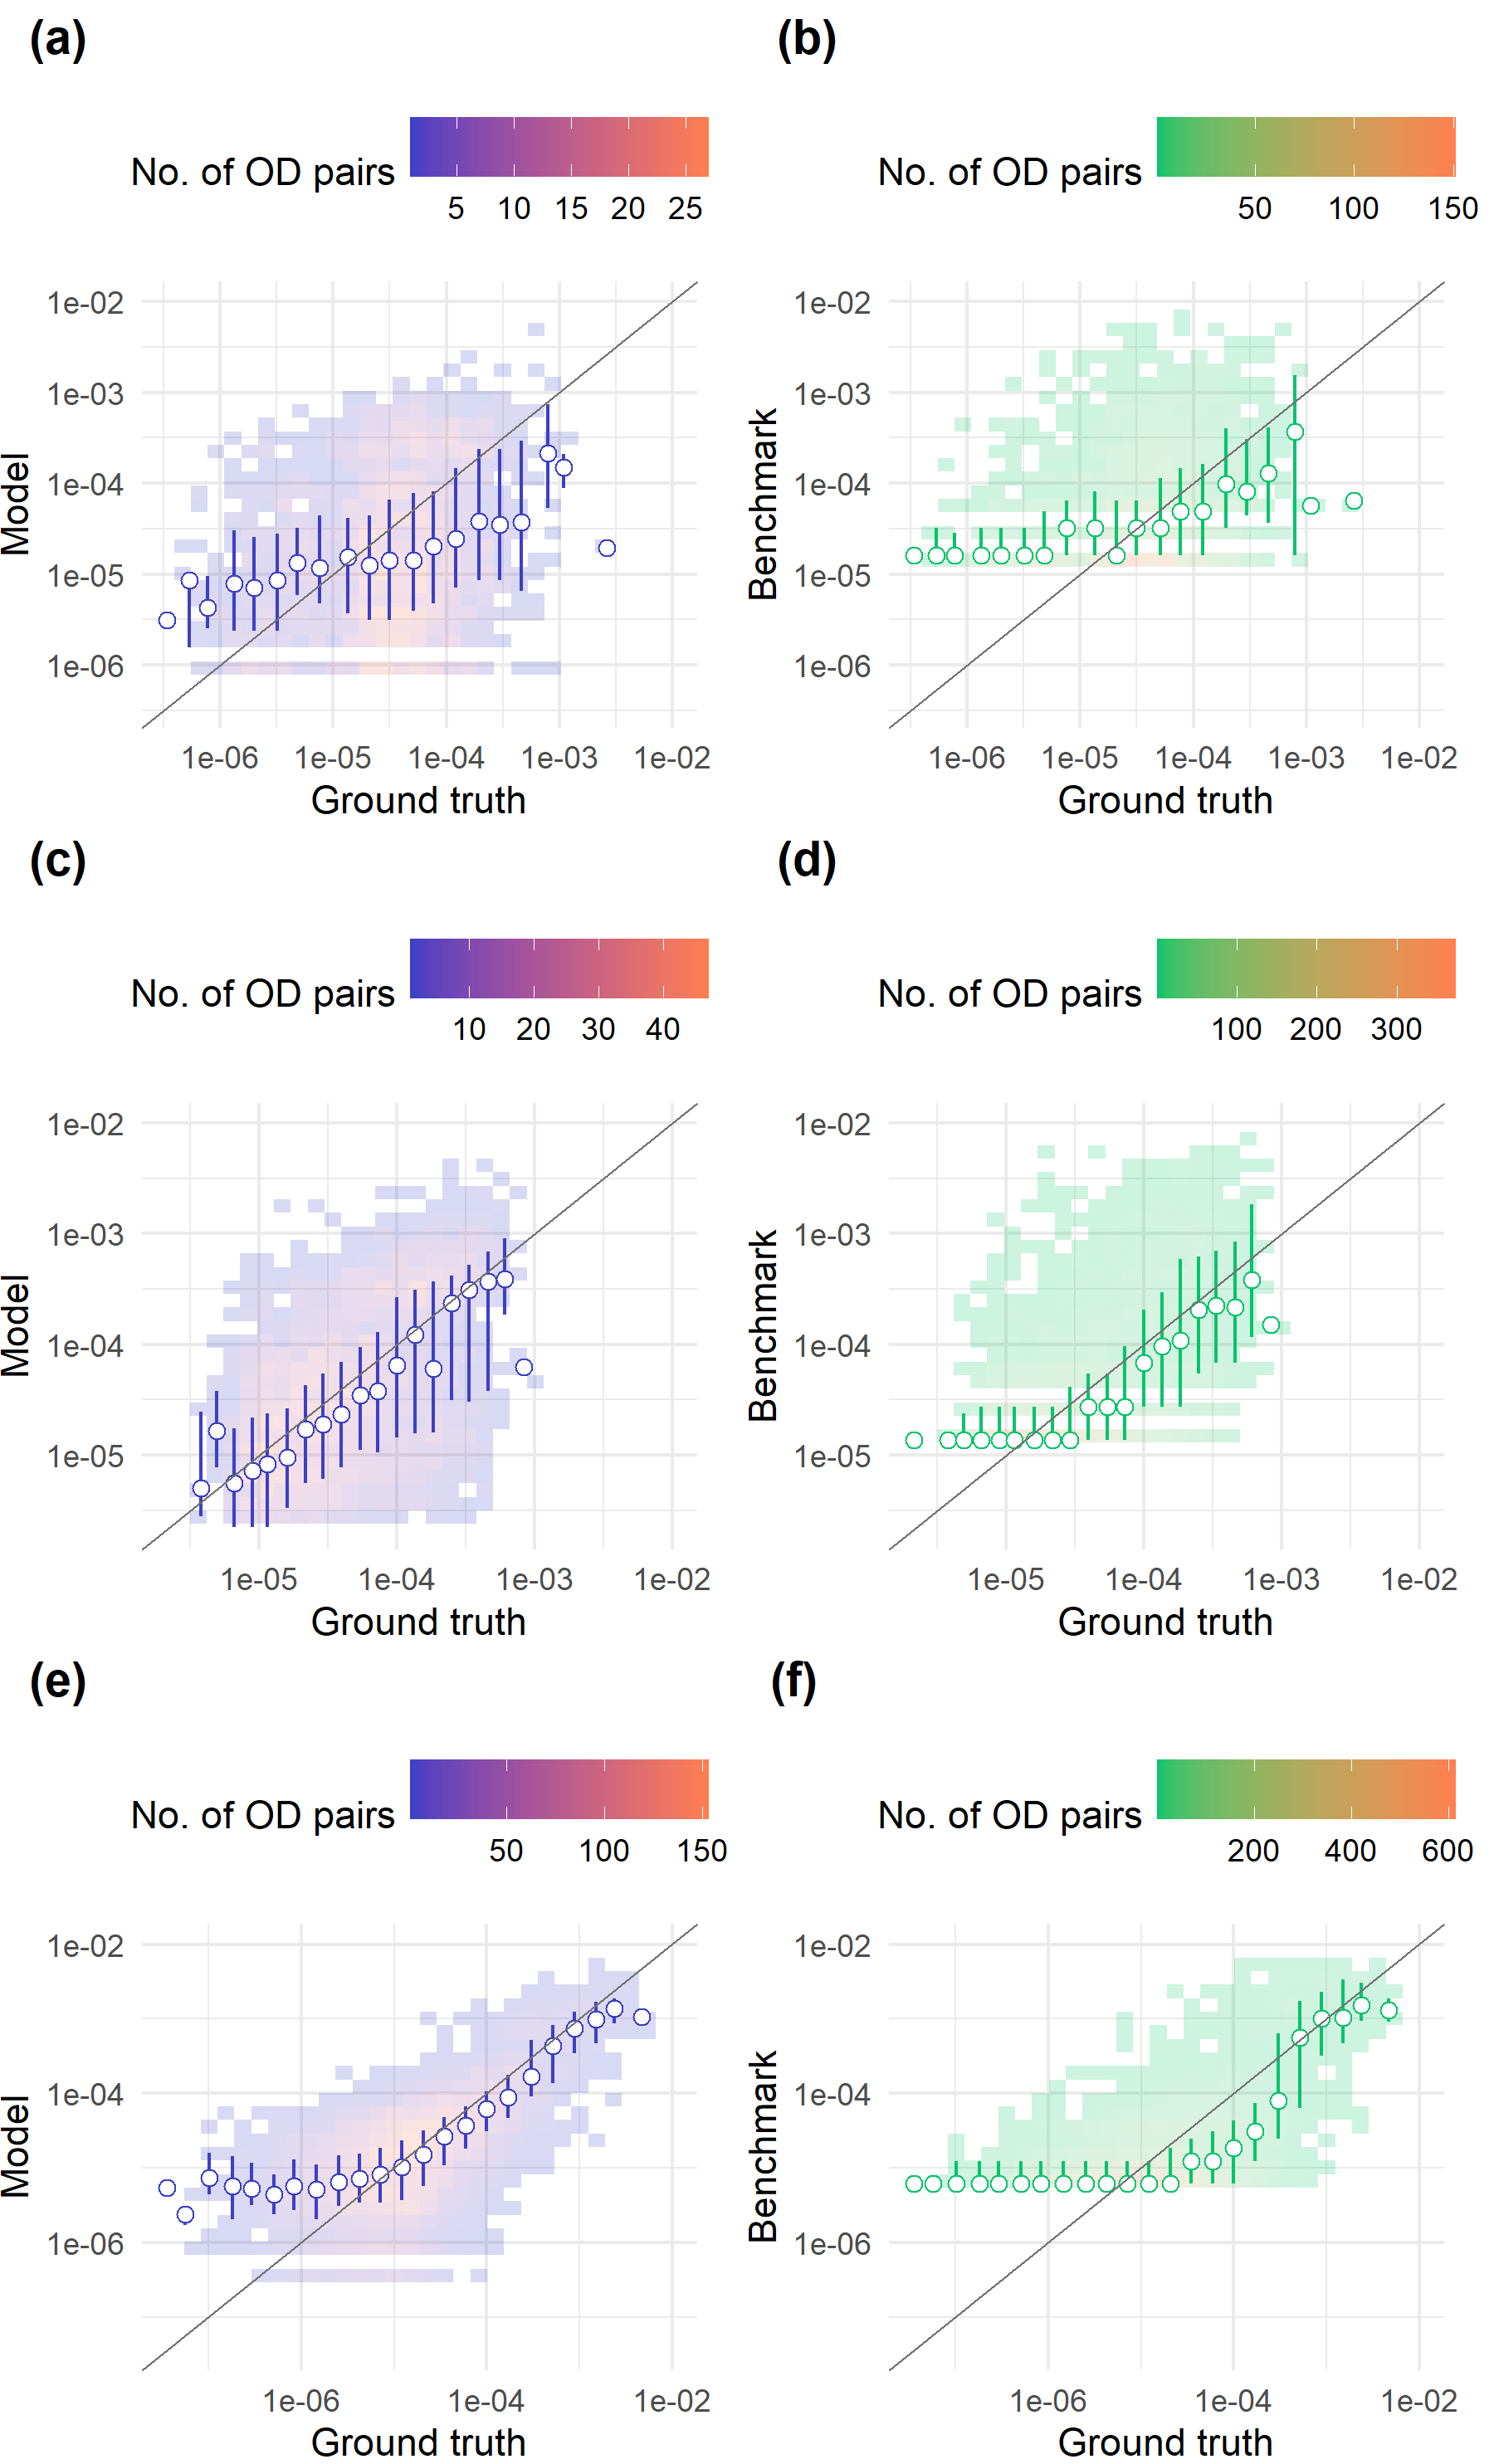 (a)
No. of OD pairs
5 10 15 20 25
1e-02
1e-03
1e-04
1e-05
1e-06
Model
1e-06 1e-05 1e-04 1e-03 1e-02
Ground truth
(b)
No. of OD pairs
50 100 150
1e-02
1e-03
1e-04
1e-05
1e-06
Benchmark
1e-06 1e-05 1e-04 1e-03 1e-02
Ground truth
(c)
No. of OD pairs
10 20 30 40
1e-02
1e-03
1e-04
1e-05
Model
1e-05 1e-04 1e-03 1e-02
Ground truth
(d)
No. of OD pairs
100 200 300
1e-02
1e-03
1e-04
1e-05
Benchmark
1e-05 1e-04 1e-03 1e-02
Ground truth
(e)
No. of OD pairs
50 100 150
1e-02
1e-04
1e-06
Model
1e-06 1e-04 1e-02
Ground truth
(f)
No. of OD pairs
200 400 600
1e-02
1e-04
1e-06
Benchmark
1e-06 1e-04 1e-02
Ground truth